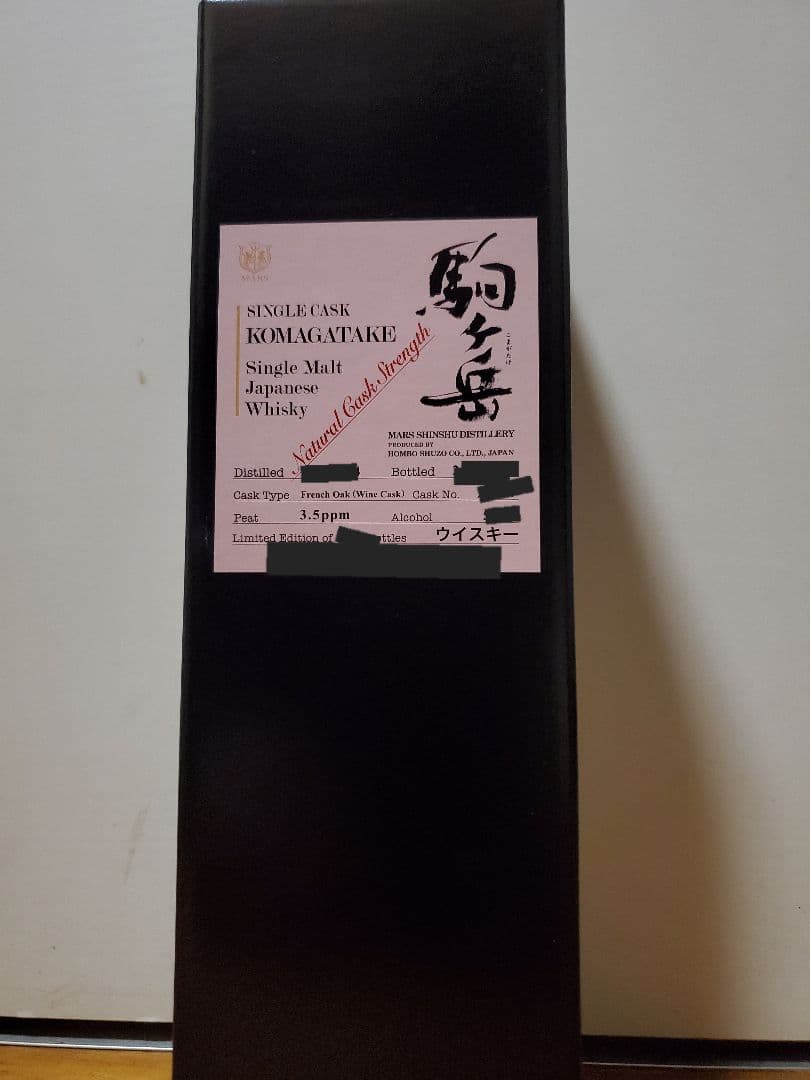 MARS
SINGLE CASK
KOMAGATAKE
Single Malt
Japanese
Whisky
Natural Cask Strength
駒ヶ岳
こまがたけ
MARS SHINSHU DISTILLERY
PRODUCED BY
HOMBO SHUZO CO., LTD., JAPAN
Distilled Bottled
Cask Type French Oak (Wine Cask) Cask No.
Peat 3.5ppm Alcohol
Limited Edition of ウイスキー